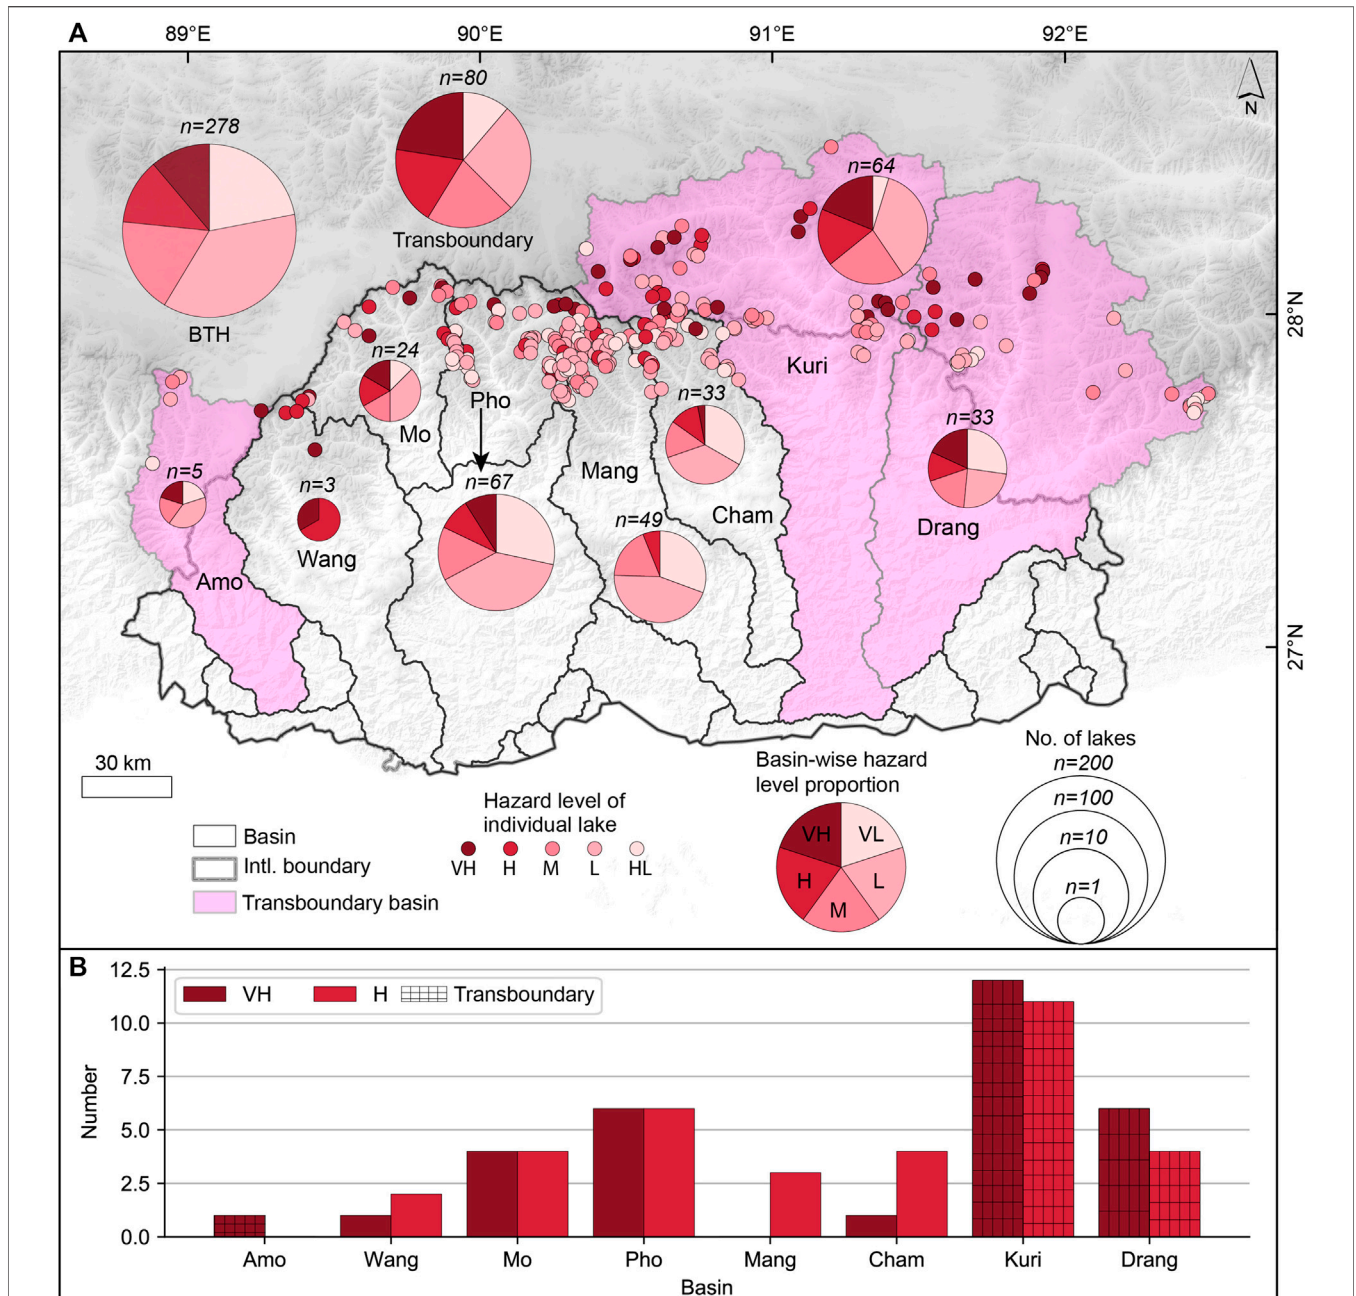 A
89°E
90°E
91°E
92°E
N
n=80
n=278
n=64
Transboundary
BTH
28°N
n=24
Kuri
Pho
n=33
n=33
Mo
Mang
n=5
n=3
n=67
n=49
Cham
Drang
Wang
Amo
27°N
30 km
Basin-wise hazard
level proportion
No. of lakes
n=200
n=100
n=10
n=1
Hazard level of
individual lake
VH
H
M
L
HL
VH
VL
H
L
M
Basin
Intl. boundary
Transboundary basin
B
12.5
10.0
7.5
5.0
2.5
0.0
Number
VH
H
Transboundary
Amo
Wang
Mo
Pho
Mang
Cham
Kuri
Drang
Basin